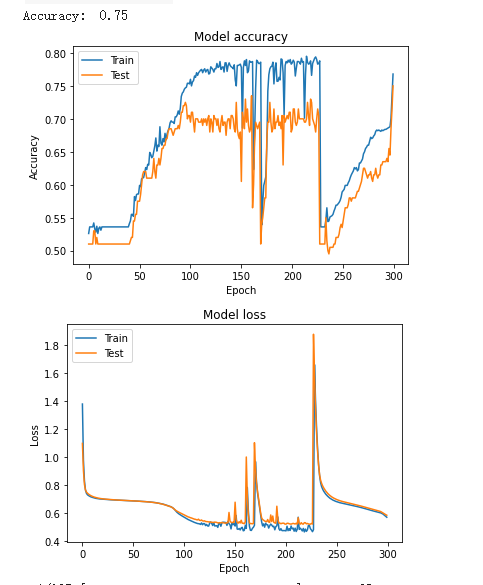 Accuracy: 0.75
Model accuracy
Train
Test
0.80
0.75
0.70
0.65
0.60
0.55
0.50
Accuracy
0 50 100 150 200 250 300
Epoch
Model loss
Train
Test
1.8
1.6
1.4
1.2
1.0
0.8
0.6
0.4
Loss
0 50 100 150 200 250 300
Epoch